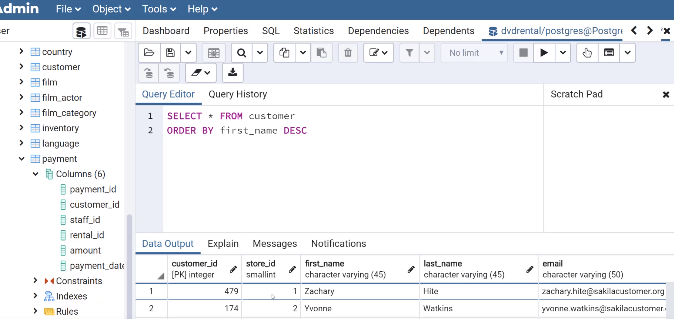 Admin File Object Tools Help
Dashboard Properties SQL Statistics Dependencies Dependents dvdrental/postgres@Postgre
No limit
country
customer
film
film_actor
film_category
inventory
language
payment
Columns (6)
payment_id
customer_id
staff_id
rental_id
amount
payment_date
Constraints
Indexes
Rules
Query Editor Query History Scratch Pad
1 SELECT * FROM customer
2 ORDER BY first_name DESC
Data Output Explain Messages Notifications
customer_id store_id first_name last_name email
[PK] integer smallint character varying (45) character varying (45) character varying (50)
1 479 1 Zachary Hite zachary.hite@sakilacustomer.org
2 174 2 Yvonne Watkins yvonne.watkins@sakilacustomer.